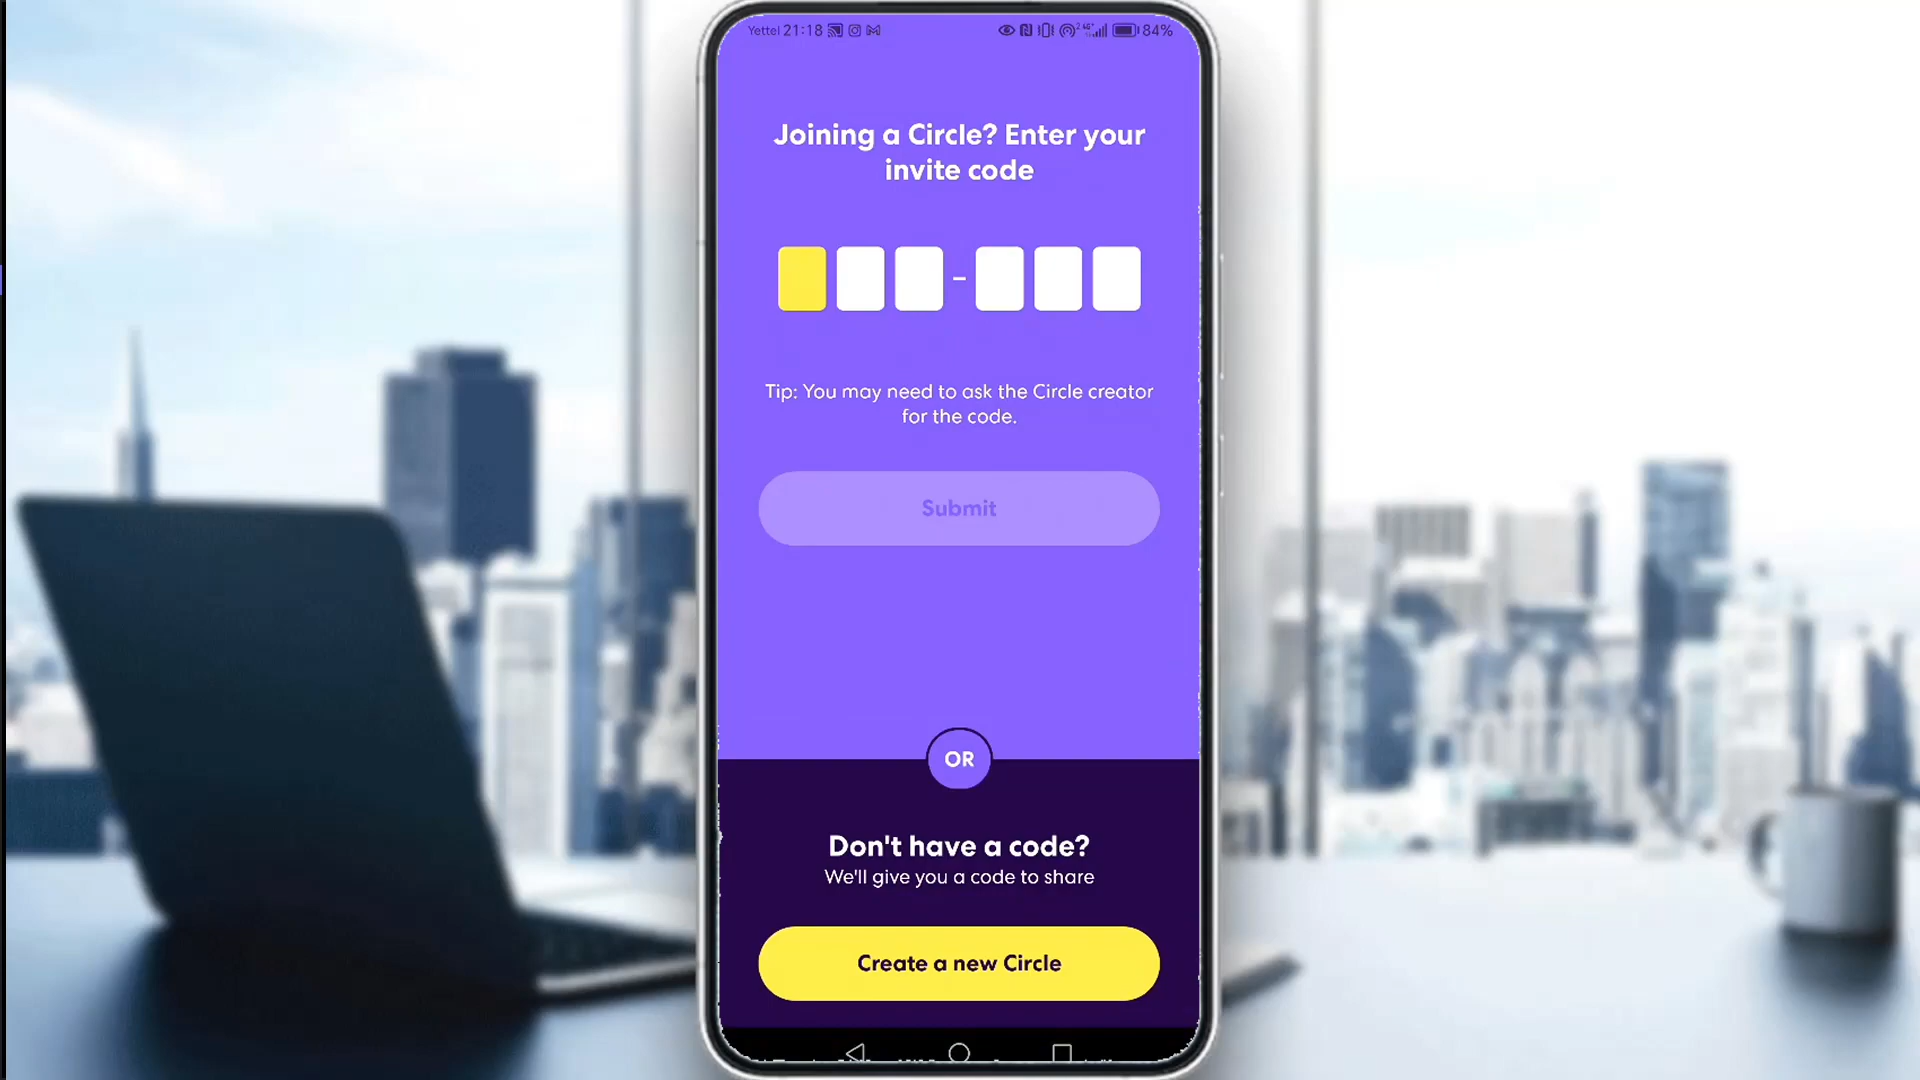 Yettel 21:18 84%
Joining a Circle? Enter your
invite code
-
Tip: You may need to ask the Circle creator
for the code.
Submit
OR
Don't have a code?
We'll give you a code to share
Create a new Circle